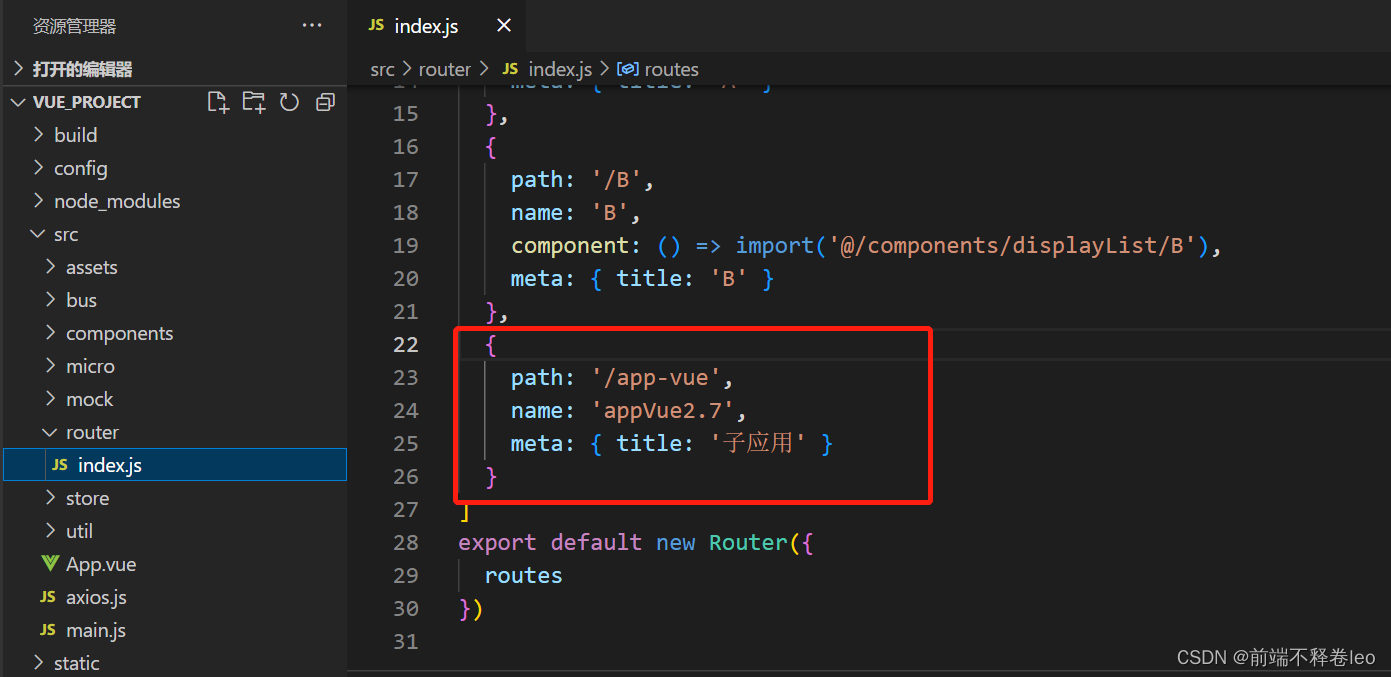 资源管理器
···
打开的编辑器
VUE_PROJECT
build
config
node_modules
src
assets
bus
components
micro
mock
router
JS index.js
store
util
App.vue
JS axios.js
JS main.js
static
JS index.js
src > router > JS index.js > routes
14 meta: { title: 'A' }
15 },
16 {
17 path: '/B',
18 name: 'B',
19 component: () => import('@/components/displayList/B'),
20 meta: { title: 'B' }
21 },
22 {
23 path: '/app-vue',
24 name: 'appVue2.7',
25 meta: { title: '子应用' }
26 }
27 ]
28 export default new Router({
29 routes
30 })
31
CSDN @前端不释卷leo